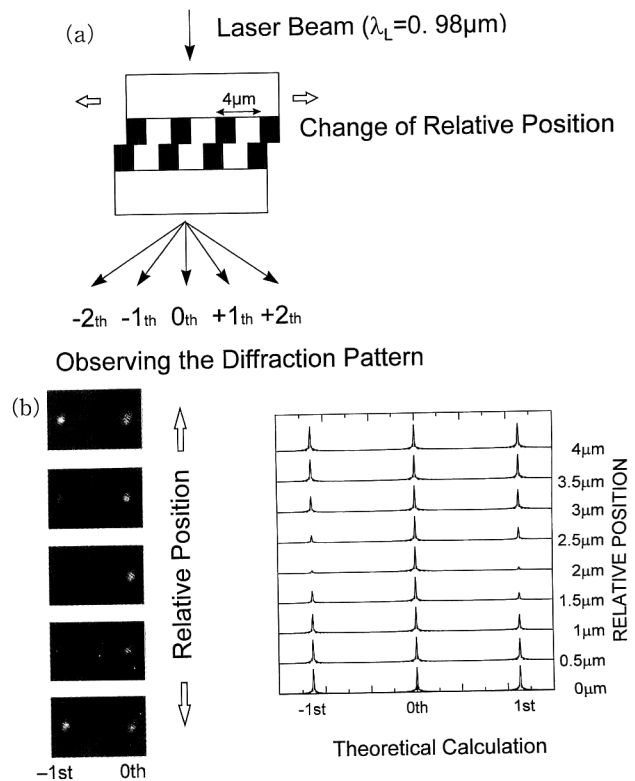 (a)
Laser Beam (λL=0. 98μm)
4μm
Change of Relative Position
-2th -1th 0th +1th +2th
Observing the Diffraction Pattern
(b)
Relative Position
−1st 0th
4μm
3.5μm
3μm
2.5μm
2μm
1.5μm
1μm
0.5μm
0μm
RELATIVE POSITION
-1st 0th 1st
Theoretical Calculation